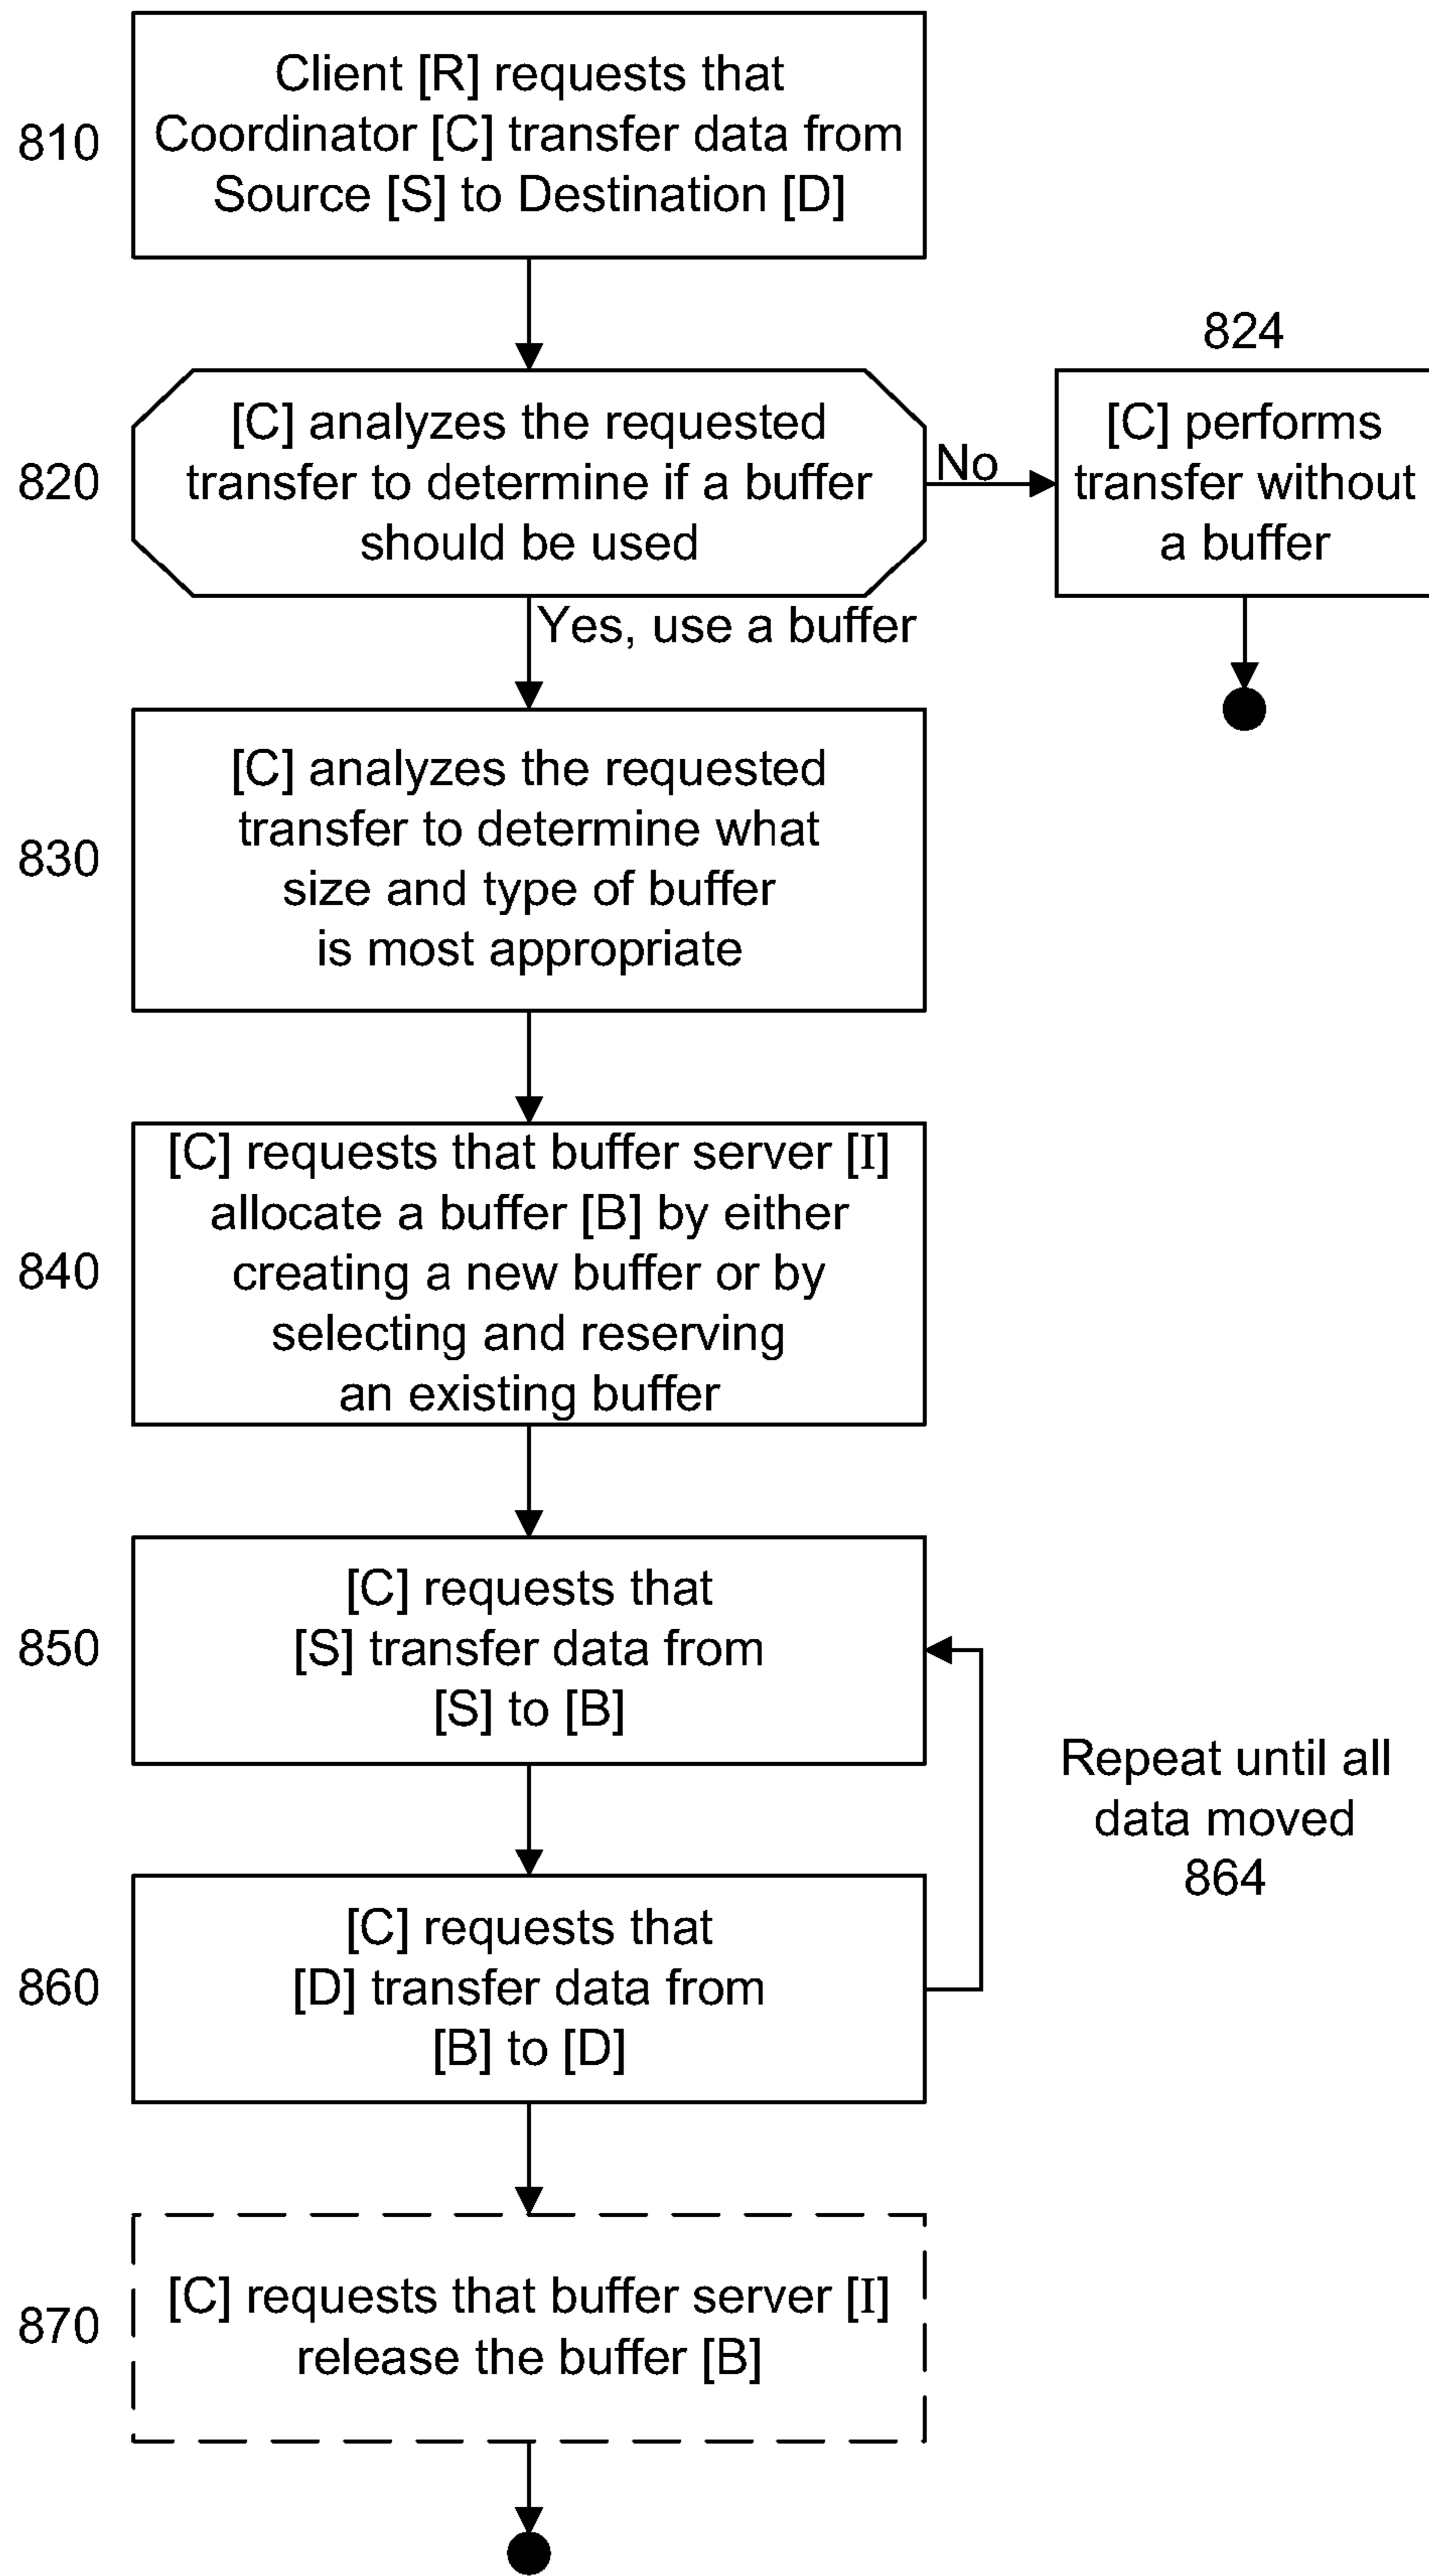 Client [R] requests that
810
Coordinator [C] transfer data from
Source [S] to Destination [D]
824
[C] analyzes the requested
820
transfer to determine if a buffer
should be used
No
[C] performs
transfer without
a buffer
Yes, use a buffer
[C] analyzes the requested
transfer to determine what
830
size and type of buffer
is most appropriate
[C] requests that buffer server [I]
allocate a buffer [B] by either
840
creating a new buffer or by
selecting and reserving
an existing buffer
[C] requests that
850
[S] transfer data from
[S] to [B]
Repeat until all
data moved
864
[C] requests that
860
[D] transfer data from
[B] to [D]
[C] requests that buffer server [I]
870
release the buffer [B]